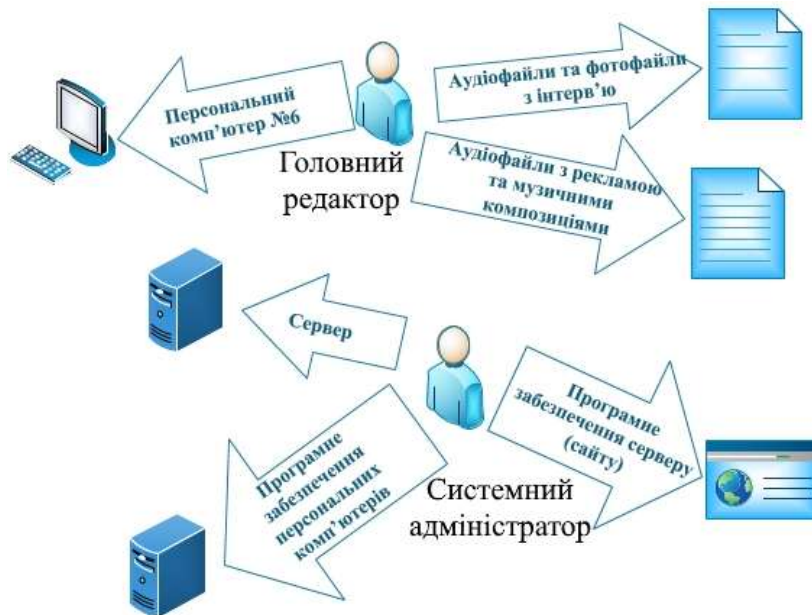 Персональний
комп’ютер №6
Аудіофайли та фотофайли
з інтерв’ю
Головний
редактор
Аудіофайли з рекламою
та музичними
композиціями
Сервер
Програмне
забезпечення серверу
(сайту)
Програмне
забезпечення
персональних
комп’ютерів
Системний
адміністратор